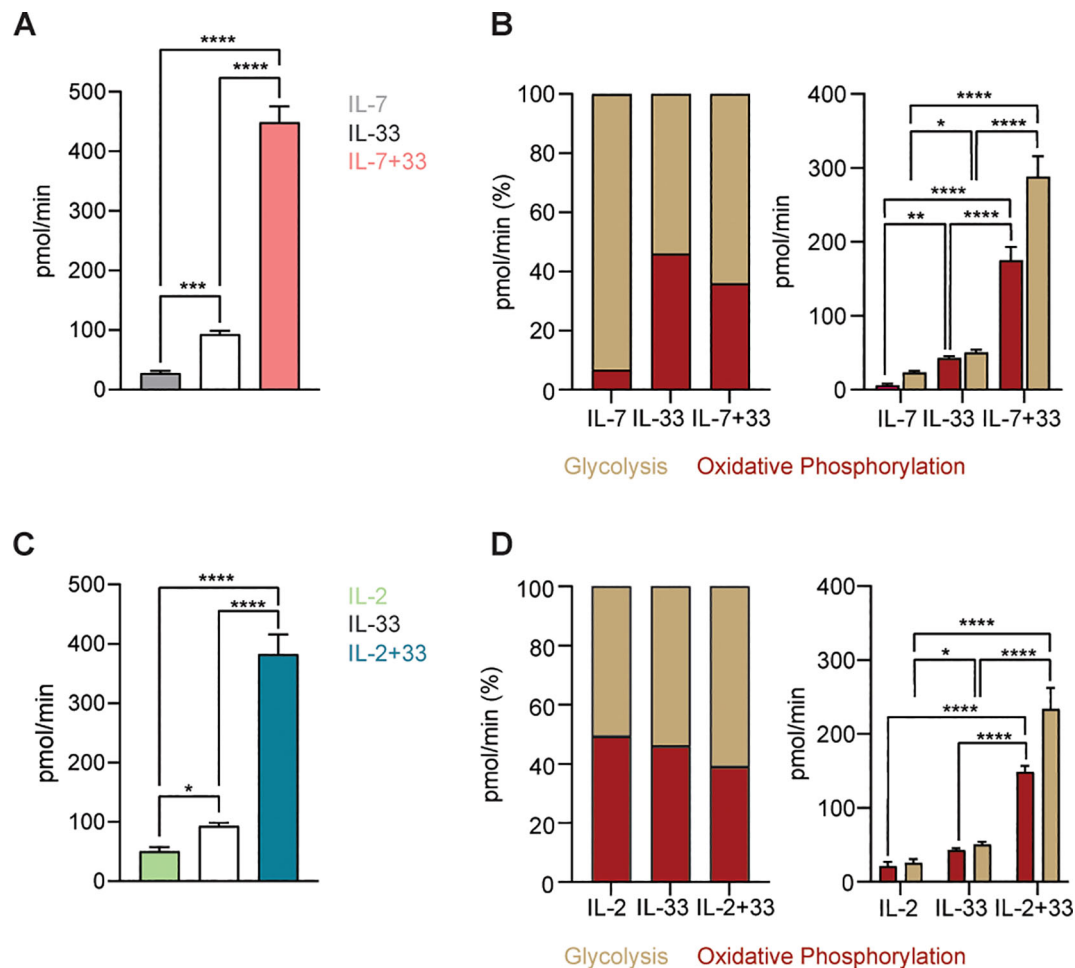 A
pmol/min
500
400
300
200
100
0
****
****
***
IL-7
IL-33
IL-7+33
B
pmol/min (%)
100
80
60
40
20
0
IL-7 IL-33 IL-7+33
pmol/min
400
300
200
100
0
****
* ****
****
** ****
IL-7 IL-33 IL-7+33
Glycolysis Oxidative Phosphorylation
C
pmol/min
500
400
300
200
100
0
****
****
*
IL-2
IL-33
IL-2+33
D
pmol/min (%)
100
80
60
40
20
0
IL-2 IL-33 IL-2+33
pmol/min
400
300
200
100
0
****
* ****
****
****
IL-2 IL-33 IL-2+33
Glycolysis Oxidative Phosphorylation